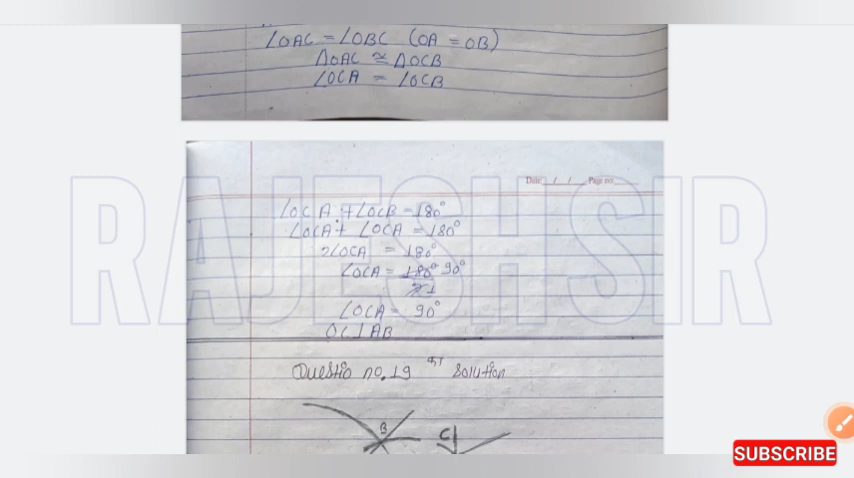 ∠OAC = ∠OBC (OA = OB)
ΔOAC ≅ ΔOCB
∠OCA = ∠OCB
Date / / Page no.
RAJESH SIR
∠OCA + ∠OCB = 180°
∠OCA + ∠OCA = 180°
2∠OCA = 180°
∠OCA = 180° 90°
2 1
∠OCA = 90°
OC⊥AB
Questio no. 19 Solution
B
C
SUBSCRIBE